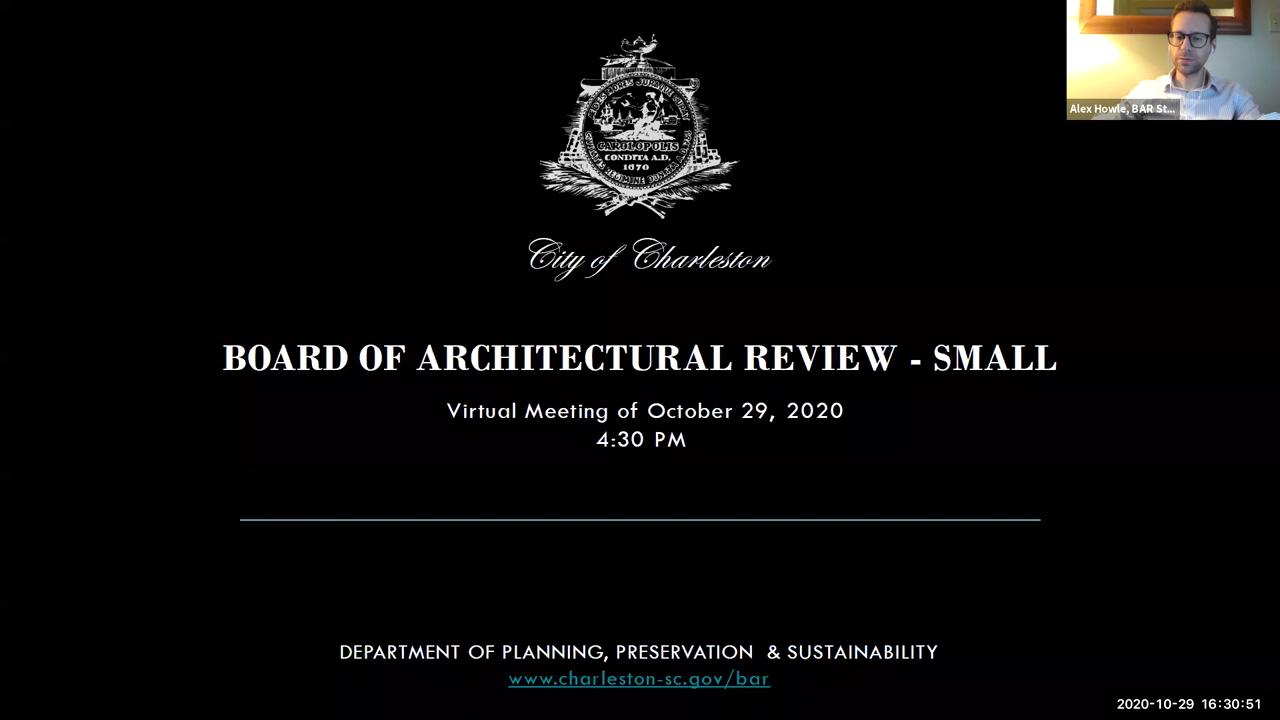 Alex Howle, BAR St...
CAROLOPOLIS
CONDITA A.D.
1670
City of Charleston
BOARD OF ARCHITECTURAL REVIEW - SMALL
Virtual Meeting of October 29, 2020
4:30 PM
DEPARTMENT OF PLANNING, PRESERVATION & SUSTAINABILITY
www.charleston-sc.gov/bar
2020-10-29 16:30:51